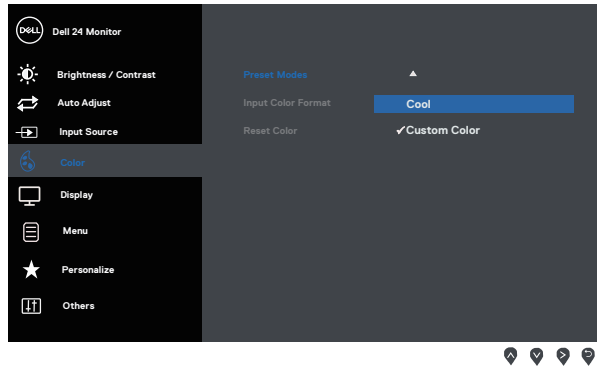 DELL
Dell 24 Monitor
Brightness / Contrast
Auto Adjust
Input Source
Color
Display
Menu
Personalize
Others
Preset Modes
Input Color Format
Reset Color
Cool
✓Custom Color